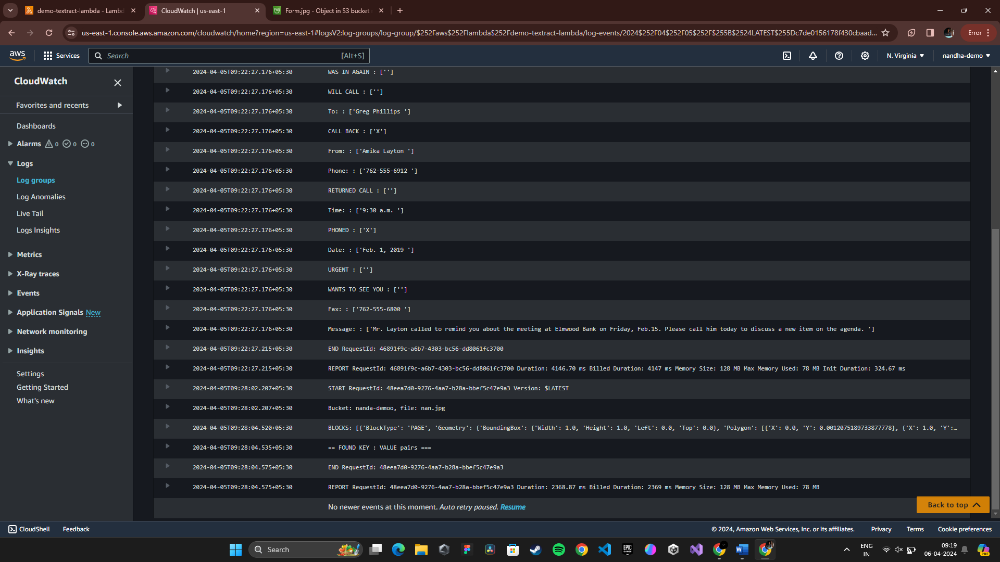 demo-textract-lambda - Lambd
CloudWatch | us-east-1
Form.jpg - Object in S3 bucket
us-east-1.console.aws.amazon.com/cloudwatch/home?region=us-east-1#logsV2:log-groups/log-group/$252Faws$252Flambda$252Fdemo-textract-lambda/log-events/2024$252F04$252F05$252F$255B$2524LATEST$255Dc7de0156178f430cbaad...
Error
aws
Services
Search
[Alt+S]
N. Virginia
nandha-demo
CloudWatch
Favorites and recents
Dashboards
Alarms 0 0 0
Logs
Log groups
Log Anomalies
Live Tail
Logs Insights
Metrics
X-Ray traces
Events
Application Signals New
Network monitoring
Insights
Settings
Getting Started
What's new
2024-04-05T09:22:27.176+05:30 WAS IN AGAIN : ['']
2024-04-05T09:22:27.176+05:30 WILL CALL : ['']
2024-04-05T09:22:27.176+05:30 To: : ['Greg Phillips ']
2024-04-05T09:22:27.176+05:30 CALL BACK : ['X']
2024-04-05T09:22:27.176+05:30 From: : ['Amika Layton ']
2024-04-05T09:22:27.176+05:30 Phone: : ['762-555-6912 ']
2024-04-05T09:22:27.176+05:30 RETURNED CALL : ['']
2024-04-05T09:22:27.176+05:30 Time: : ['9:30 a.m. ']
2024-04-05T09:22:27.176+05:30 PHONED : ['X']
2024-04-05T09:22:27.176+05:30 Date: : ['Feb. 1, 2019 ']
2024-04-05T09:22:27.176+05:30 URGENT : ['']
2024-04-05T09:22:27.176+05:30 WANTS TO SEE YOU : ['']
2024-04-05T09:22:27.176+05:30 Fax: : ['762-555-6800 ']
2024-04-05T09:22:27.176+05:30 Message: : ['Mr. Layton called to remind you about the meeting at Elmwood Bank on Friday, Feb.15. Please call him today to discuss a new item on the agenda. ']
2024-04-05T09:22:27.215+05:30 END RequestId: 46891f9c-a6b7-4303-bc56-dd8061fc3700
2024-04-05T09:22:27.215+05:30 REPORT RequestId: 46891f9c-a6b7-4303-bc56-dd8061fc3700 Duration: 4146.70 ms Billed Duration: 4147 ms Memory Size: 128 MB Max Memory Used: 78 MB Init Duration: 324.67 ms
2024-04-05T09:28:02.207+05:30 START RequestId: 48eea7d0-9276-4aa7-b28a-bbef5c47e9a3 Version: $LATEST
2024-04-05T09:28:02.207+05:30 Bucket: nanda-demoo, file: nan.jpg
2024-04-05T09:28:04.520+05:30 BLOCKS: [{'BlockType': 'PAGE', 'Geometry': {'BoundingBox': {'Width': 1.0, 'Height': 1.0, 'Left': 0.0, 'Top': 0.0}, 'Polygon': [{'X': 0.0, 'Y': 0.0012075189733877778}, {'X': 1.0, 'Y':…
2024-04-05T09:28:04.535+05:30 == FOUND KEY : VALUE pairs ===
2024-04-05T09:28:04.575+05:30 END RequestId: 48eea7d0-9276-4aa7-b28a-bbef5c47e9a3
2024-04-05T09:28:04.575+05:30 REPORT RequestId: 48eea7d0-9276-4aa7-b28a-bbef5c47e9a3 Duration: 2368.87 ms Billed Duration: 2369 ms Memory Size: 128 MB Max Memory Used: 78 MB
No newer events at this moment. Auto retry paused. Resume
Back to top
CloudShell
Feedback
© 2024, Amazon Web Services, Inc. or its affiliates.
Privacy
Terms
Cookie preferences
Search
EPIC GAMES
ENG
IN
09:19
06-04-2024
PRE